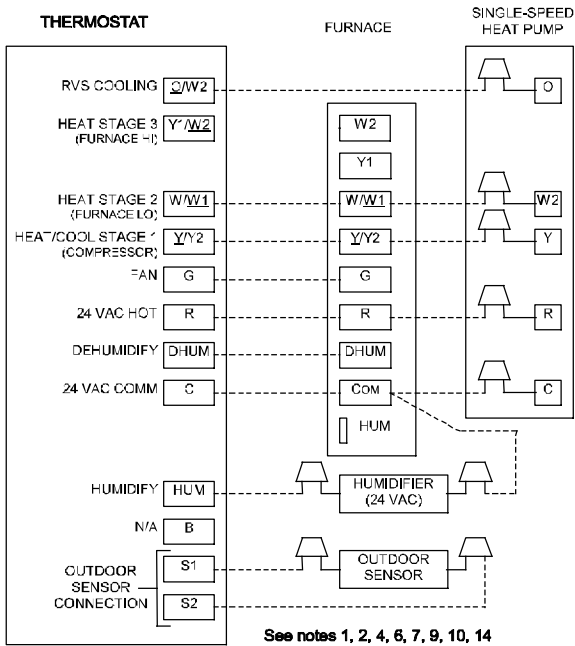 THERMOSTAT
FURNACE
SINGLE-SPEED
HEAT PUMP
RVS COOLING O/W2 O
HEAT STAGE 3 Y1/W2 W2
(FURNACE HI)
Y1
HEAT STAGE 2 W/W1 W/W1 W2
(FURNACE LO)
HEAT/COOL STAGE 1 Y/Y2 Y/Y2 Y
(COMPRESSOR)
FAN G G
24 VAC HOT R R R
DEHUMIDIFY DHUM DHUM
24 VAC COMM C COM C
HUM
HUMIDIFY HUM HUMIDIFIER
(24 VAC)
N/A B
S1 OUTDOOR
SENSOR
OUTDOOR
SENSOR
CONNECTION
S2
See notes 1, 2, 4, 6, 7, 9, 10, 14